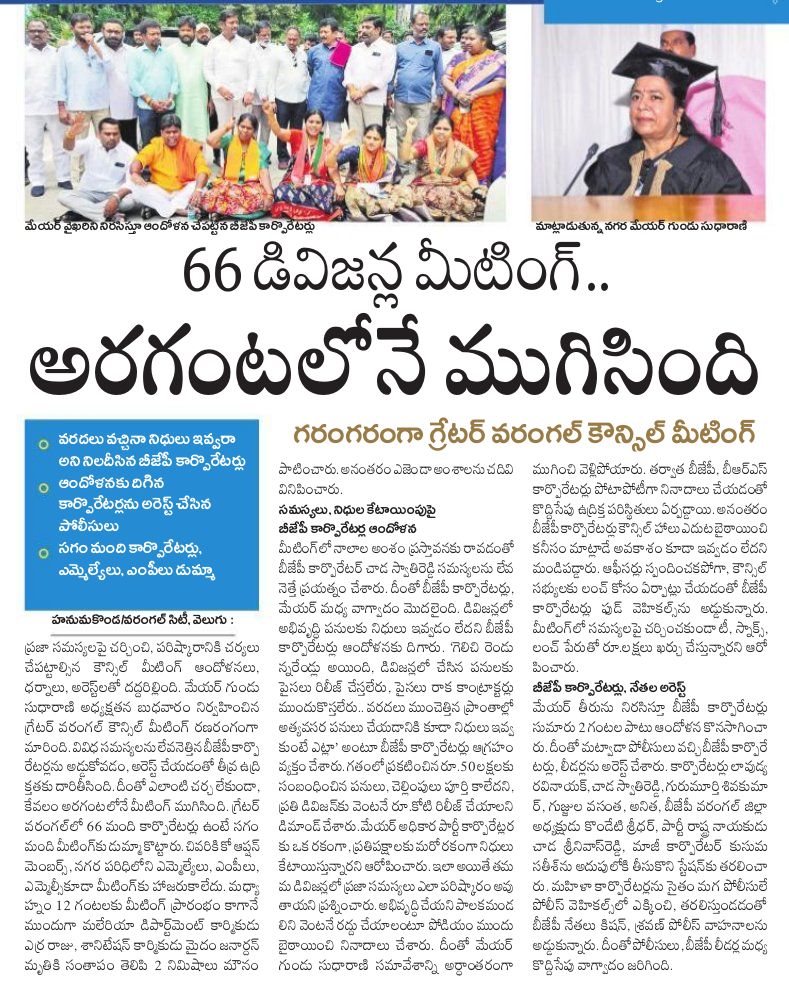 మేయర్ వైఖరిని నిరసిస్తూ ఆందోళన చేపట్టిన బీజేపీ కార్పొరేటర్లు
మాట్లాడుతున్న నగర మేయర్ గుండు సుధారాణి
66 డివిజన్ల మీటింగ్..
అరగంటలోనే ముగిసింది
వరదలు వచ్చినా నిధులు ఇవ్వరా
అని నిలదీసిన బీజేపీ కార్పొరేటర్లు
ఆందోళనకు దిగిన
కార్పొరేటర్లను అరెస్ట్ చేసిన
పోలీసులు
సగం మంది కార్పొరేటర్లు,
ఎమ్మెల్యేలు, ఎంపీలు డుమ్మా
గరంగరంగా గ్రేటర్ వరంగల్ కౌన్సిల్ మీటింగ్
హనుమకొండ/వరంగల్ సిటీ, వెలుగు :
ప్రజా సమస్యలపై చర్చించి, పరిష్కారానికి చర్యలు
చేపట్టాల్సిన కౌన్సిల్ మీటింగ్ ఆందోళనలు,
ధర్నాలు, అరెస్ట్‌లతో దద్దరిల్లింది. మేయర్ గుండు
సుధారాణి అధ్యక్షతన బుధవారం నిర్వహించిన
గ్రేటర్ వరంగల్ కౌన్సిల్ మీటింగ్ రణరంగంగా
మారింది. వివిధ సమస్యలను లేవనెత్తిన బీజేపీ కార్పొ
రేటర్లను అడ్డుకోవడం, అరెస్ట్ చేయడంతో తీవ్ర ఉద్రి
క్తతకు దారితీసింది. దీంతో ఎలాంటి చర్చ లేకుండా,
కేవలం అరగంటలోనే మీటింగ్ ముగిసింది. గ్రేటర్
వరంగల్‌లో 66 మంది కార్పొరేటర్లు ఉంటే సగం
మంది మీటింగ్‌కు డుమ్మా కొట్టారు. చివరికి కో ఆప్షన్
మెంబర్స్, నగర పరిధిలోని ఎమ్మెల్యేలు, ఎంపీలు,
ఎమ్మెల్సీ కూడా మీటింగ్‌కు హాజరుకాలేదు. మధ్యా
హ్నం 12 గంటలకు మీటింగ్ ప్రారంభం కాగానే
ముందుగా మలేరియా డిపార్ట్‌మెంట్ కార్మికుడు
ఎర్ర రాజు, శానిటేషన్ కార్మికుడు మైదం జనార్దన్
మృతికి సంతాపం తెలిపి 2 నిమిషాలు మౌనం
పాటించారు. అనంతరం ఎజెండా అంశాలను చదివి
వినిపించారు.
సమస్యలు, నిధుల కేటాయింపుపై
బీజేపీ కార్పొరేటర్ల ఆందోళన
మీటింగ్‌లో నాలాల అంశం ప్రస్తావనకు రావడంతో
బీజేపీ కార్పొరేటర్ చాడ స్వాతిరెడ్డి సమస్యలను లేవ
నెత్తే ప్రయత్నం చేశారు. దీంతో బీజేపీ కార్పొరేటర్లు,
మేయర్ మధ్య వాగ్వాదం మొదలైంది. డివిజన్లలో
అభివృద్ధి పనులకు నిధులు ఇవ్వడం లేదని బీజేపీ
కార్పొరేటర్లు ఆందోళనకు దిగారు. 'గెలిచి రెండు
న్నరేండ్లు అయింది, డివిజన్లలో చేసిన పనులకు
పైసలు రిలీజ్ చేస్తలేరు, పైసలు రాక కాంట్రాక్టర్లు
ముందుకొస్తలేరు.. వరదలు ముంచెత్తిన ప్రాంతాల్లో
అత్యవసర పనులు చేయడానికి కూడా నిధులు ఇవ్వ
కుంటే ఎట్లా' అంటూ బీజేపీ కార్పొరేటర్లు ఆగ్రహం
వ్యక్తం చేశారు. గతంలో ప్రకటించిన రూ.50 లక్షలకు
సంబంధించిన పనులు, చెల్లింపులు పూర్తి కాలేదని,
ప్రతి డివిజన్‌కు వెంటనే రూ.కోటి రిలీజ్ చేయాలని
డిమాండ్ చేశారు. మేయర్ అధికార పార్టీ కార్పొరేట్లర
కు ఒక రకంగా, ప్రతిపక్షాలకు మరో రకంగా నిధులు
కేటాయిస్తున్నారని ఆరోపించారు. ఇలా అయితే తమ
మ డివిజన్లలో ప్రజా సమస్యలు ఎలా పరిష్కారం అవు
తాయని ప్రశ్నించారు. అభివృద్ధి చేయని పాలకమండ
లిని వెంటనే రద్దు చేయాలంటూ పోడియం ముందు
బైఠాయించి నినాదాలు చేశారు. దీంతో మేయర్
గుండు సుధారాణి సమావేశాన్ని అర్ధాంతరంగా
ముగించి వెళ్లిపోయారు. తర్వాత బీజేపీ, బీఆర్ఎస్
కార్పొరేటర్లు పోటాపోటీగా నినాదాలు చేయడంతో
కొద్దిసేపు ఉద్రిక్త పరిస్థితులు ఏర్పడ్డాయి. అనంతరం
బీజేపీ కార్పొరేటర్లు కౌన్సిల్ హాలు ఎదుట బైఠాయించి
కనీసం మాట్లాడే అవకాశం కూడా ఇవ్వడం లేదని
మండిపడ్డారు. ఆఫీసర్లు స్పందించకపోగా, కౌన్సిల్
సభ్యులకు లంచ్ కోసం ఏర్పాట్లు చేయడంతో బీజేపీ
కార్పొరేటర్లు ఫుడ్ వెహికల్స్‌ను అడ్డుకున్నారు.
మీటింగ్‌లో సమస్యలపై చర్చించకుండా టీ, స్నాక్స్,
లంచ్ పేరుతో రూ.లక్షలు ఖర్చు చేస్తున్నారని ఆరో
పించారు.
బీజేపీ కార్పొరేటర్లు, నేతల అరెస్ట్
మేయర్ తీరును నిరసిస్తూ బీజేపీ కార్పొరేటర్లు
సుమారు 2 గంటల పాటు ఆందోళన కొనసాగించా
రు. దీంతో మట్వాడా పోలీసులు వచ్చి బీజేపీ కార్పొరే
టర్లు, లీడర్లను అరెస్ట్ చేశారు. కార్పొరేటర్లు లావుడ్య
రవినాయక్, చాడ స్వాతిరెడ్డి, గురుమూర్తి శివకుమా
ర్, గుజ్జుల వసంత, అనిత, బీజేపీ వరంగల్ జిల్లా
అధ్యక్షుడు కొండేటి శ్రీధర్, పార్టీ రాష్ట్ర నాయకుడు
చాడ శ్రీనివాస్‌రెడ్డి, మాజీ కార్పొరేటర్ కుసుమ
సతీశ్‌ను అదుపులోకి తీసుకొని స్టేషన్‌కు తరలించా
రు. మహిళా కార్పొరేటర్లను సైతం మగ పోలీసులే
పోలీస్ వెహికల్స్‌లో ఎక్కించి, తరలిస్తుండడంతో
బీజేపీ నేతలు కిషన్, శ్రవణ్ పోలీస్ వాహనాలను
అడ్డుకున్నారు. దీంతో పోలీసులు, బీజేపీ లీడర్ల మధ్య
కొద్దిసేపు వాగ్వాదం జరిగింది.